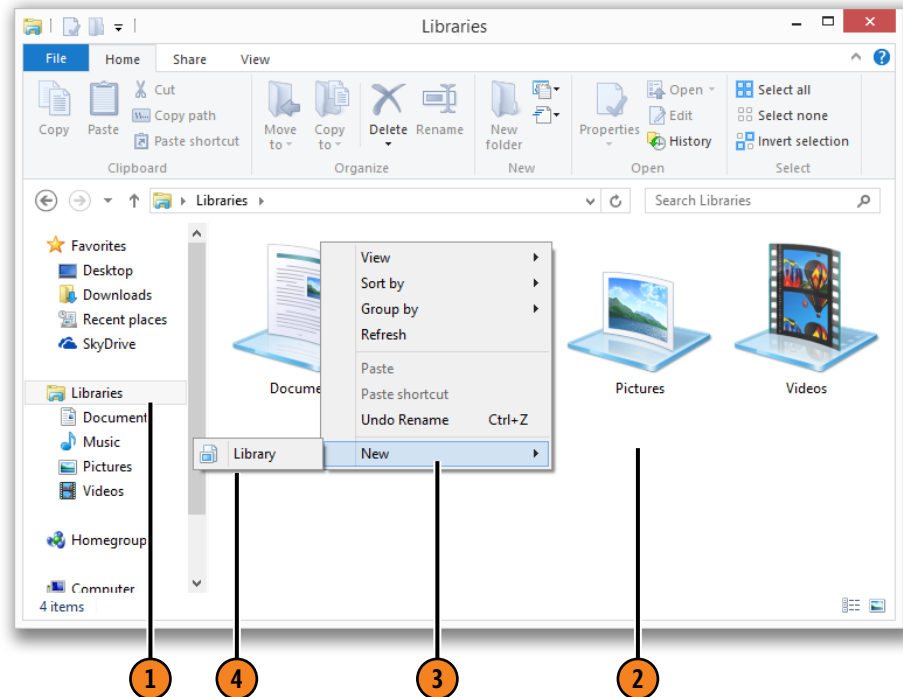 Libraries
File Home Share View
Copy
Paste
Cut
Copy path
Paste shortcut
Clipboard
Move to
Copy to
Delete
Rename
Organize
New folder
New
Properties
Open
Edit
History
Open
Select all
Select none
Invert selection
Select
Libraries
Search Libraries
Favorites
Desktop
Downloads
Recent places
SkyDrive
Libraries
Document
Music
Pictures
Videos
Homegroup
Computer
4 items
Docume
Pictures
Videos
View
Sort by
Group by
Refresh
Paste
Paste shortcut
Undo Rename Ctrl+Z
New
Library
1 4 3 2